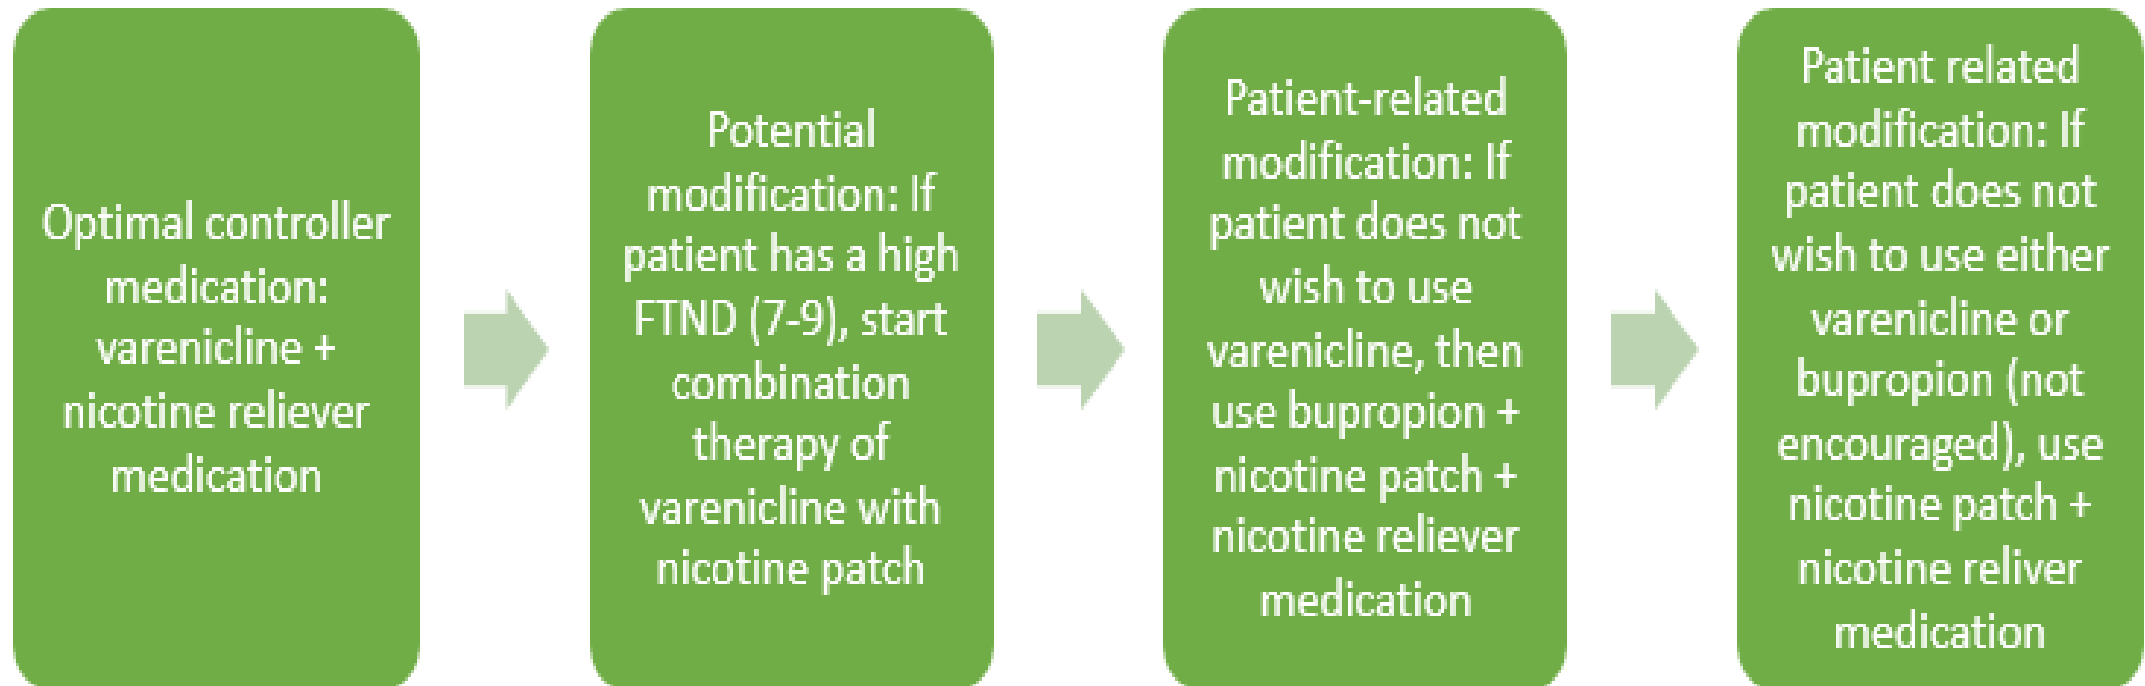 Optimal controller
medication:
varenicline +
nicotine reliever
medication
Potential
modification: If
patient has a high
FTND (7-9), start
combination
therapy of
varenicline with
nicotine patch
Patient-related
modification: If
patient does not
wish to use
varenicline, then
use bupropion +
nicotine patch +
nicotine reliever
medication
Patient related
modification: If
patient does not
wish to use either
varenicline or
bupropion (not
encouraged), use
nicotine patch +
nicotine reliver
medication